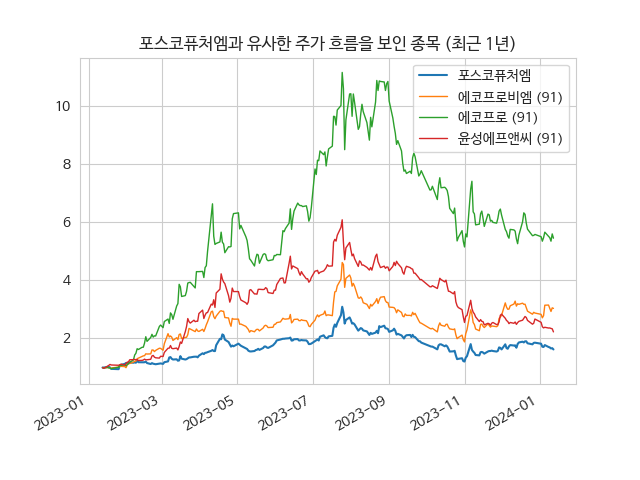 포스코퓨처엠과 유사한 주가 흐름을 보인 종목 (최근 1년)
포스코퓨처엠
에코프로비엠 (91)
에코프로 (91)
윤성에프앤씨 (91)
10
8
6
4
2
2023-01
2023-03
2023-05
2023-07
2023-09
2023-11
2024-01